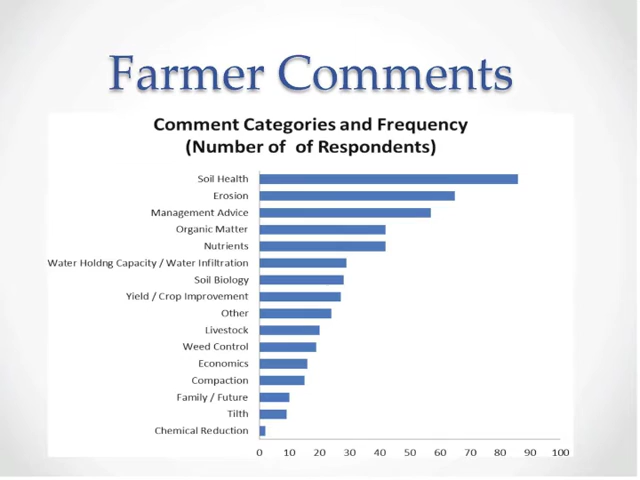 Farmer Comments
Comment Categories and Frequency
(Number of of Respondents)
Soil Health
Erosion
Management Advice
Organic Matter
Nutrients
Water Holdng Capacity / Water Infiltration
Soil Biology
Yield / Crop Improvement
Other
Livestock
Weed Control
Economics
Compaction
Family / Future
Tilth
Chemical Reduction
0 10 20 30 40 50 60 70 80 90 100